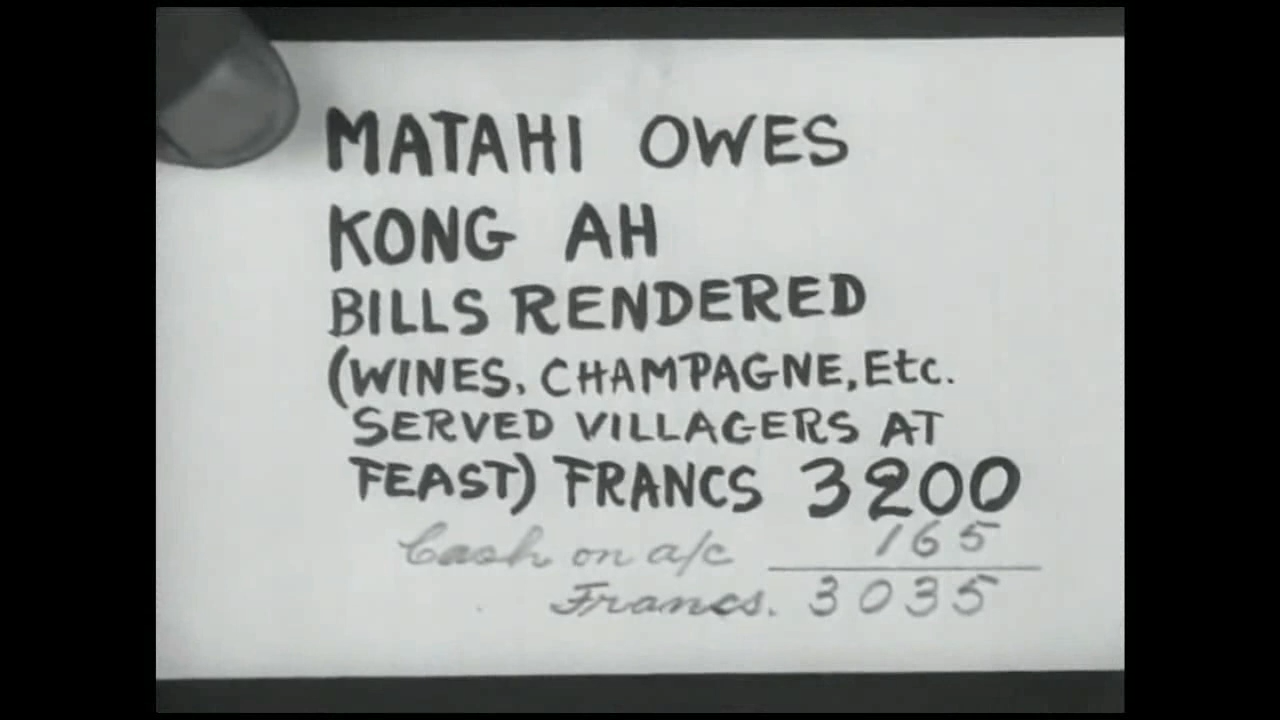 MATAHI OWES
KONG AH
BILLS RENDERED
(WINES, CHAMPAGNE, Etc.
SERVED VILLAGERS AT
FEAST) FRANCS 3200
Cash on a/c 165
Francs. 3035